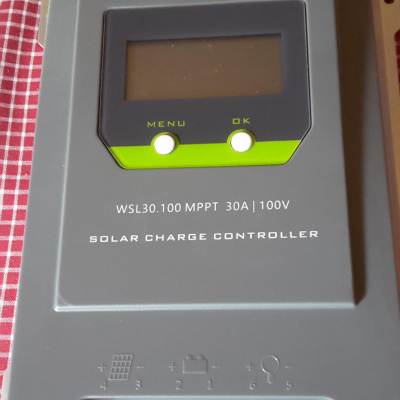 MENU OK
WSL30.100 MPPT 30A | 100V
SOLAR CHARGE CONTROLLER
+ - + - + -
4 3 2 1 6 5